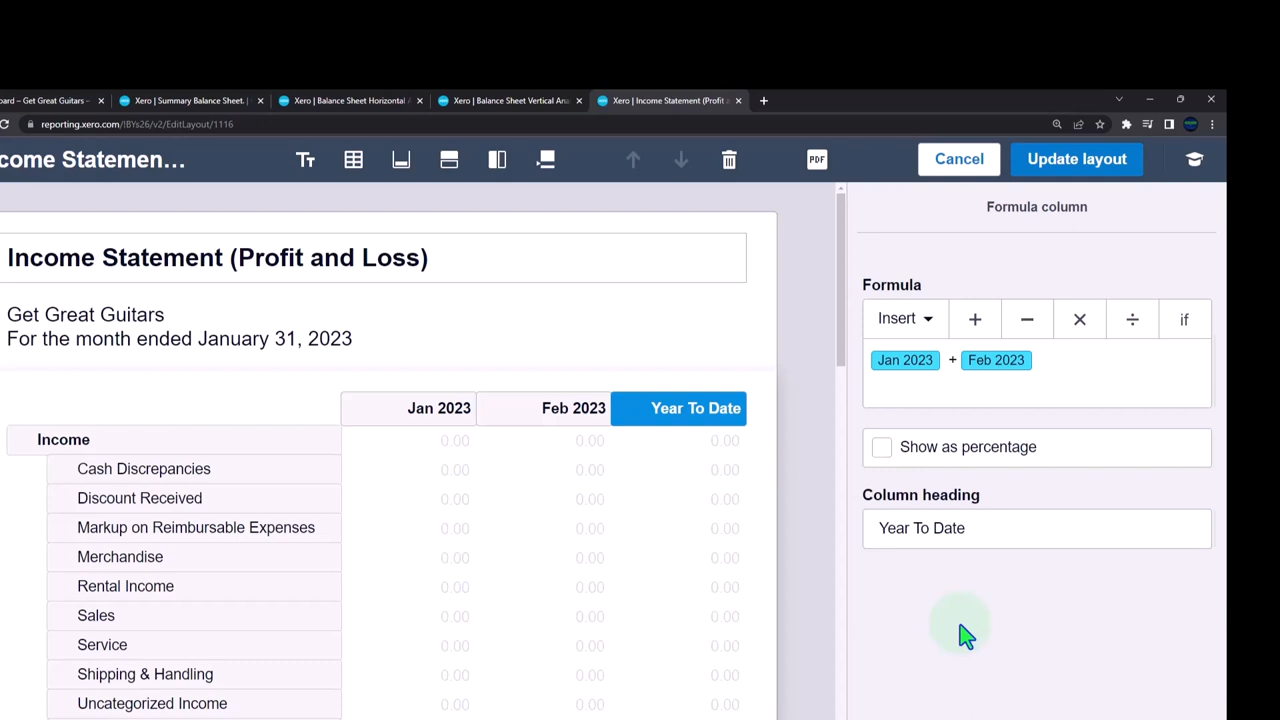 oard – Get Great Guitars –
Xero | Summary Balance Sheet. |
Xero | Balance Sheet Horizontal A
Xero | Balance Sheet Vertical Ana
Xero | Income Statement (Profit a
reporting.xero.com/!BYs26/v2/EditLayout/1116
come Statemen...
PDF
Cancel
Update layout
Formula column
Income Statement (Profit and Loss)
Get Great Guitars
For the month ended January 31, 2023
Formula
Insert + − × ÷ if
Jan 2023 + Feb 2023
Show as percentage
Column heading
Year To Date
Jan 2023 Feb 2023 Year To Date
Income 0.00 0.00 0.00
Cash Discrepancies 0.00 0.00 0.00
Discount Received 0.00 0.00 0.00
Markup on Reimbursable Expenses 0.00 0.00 0.00
Merchandise 0.00 0.00 0.00
Rental Income 0.00 0.00 0.00
Sales 0.00 0.00 0.00
Service 0.00 0.00 0.00
Shipping & Handling 0.00 0.00 0.00
Uncategorized Income 0.00 0.00 0.00